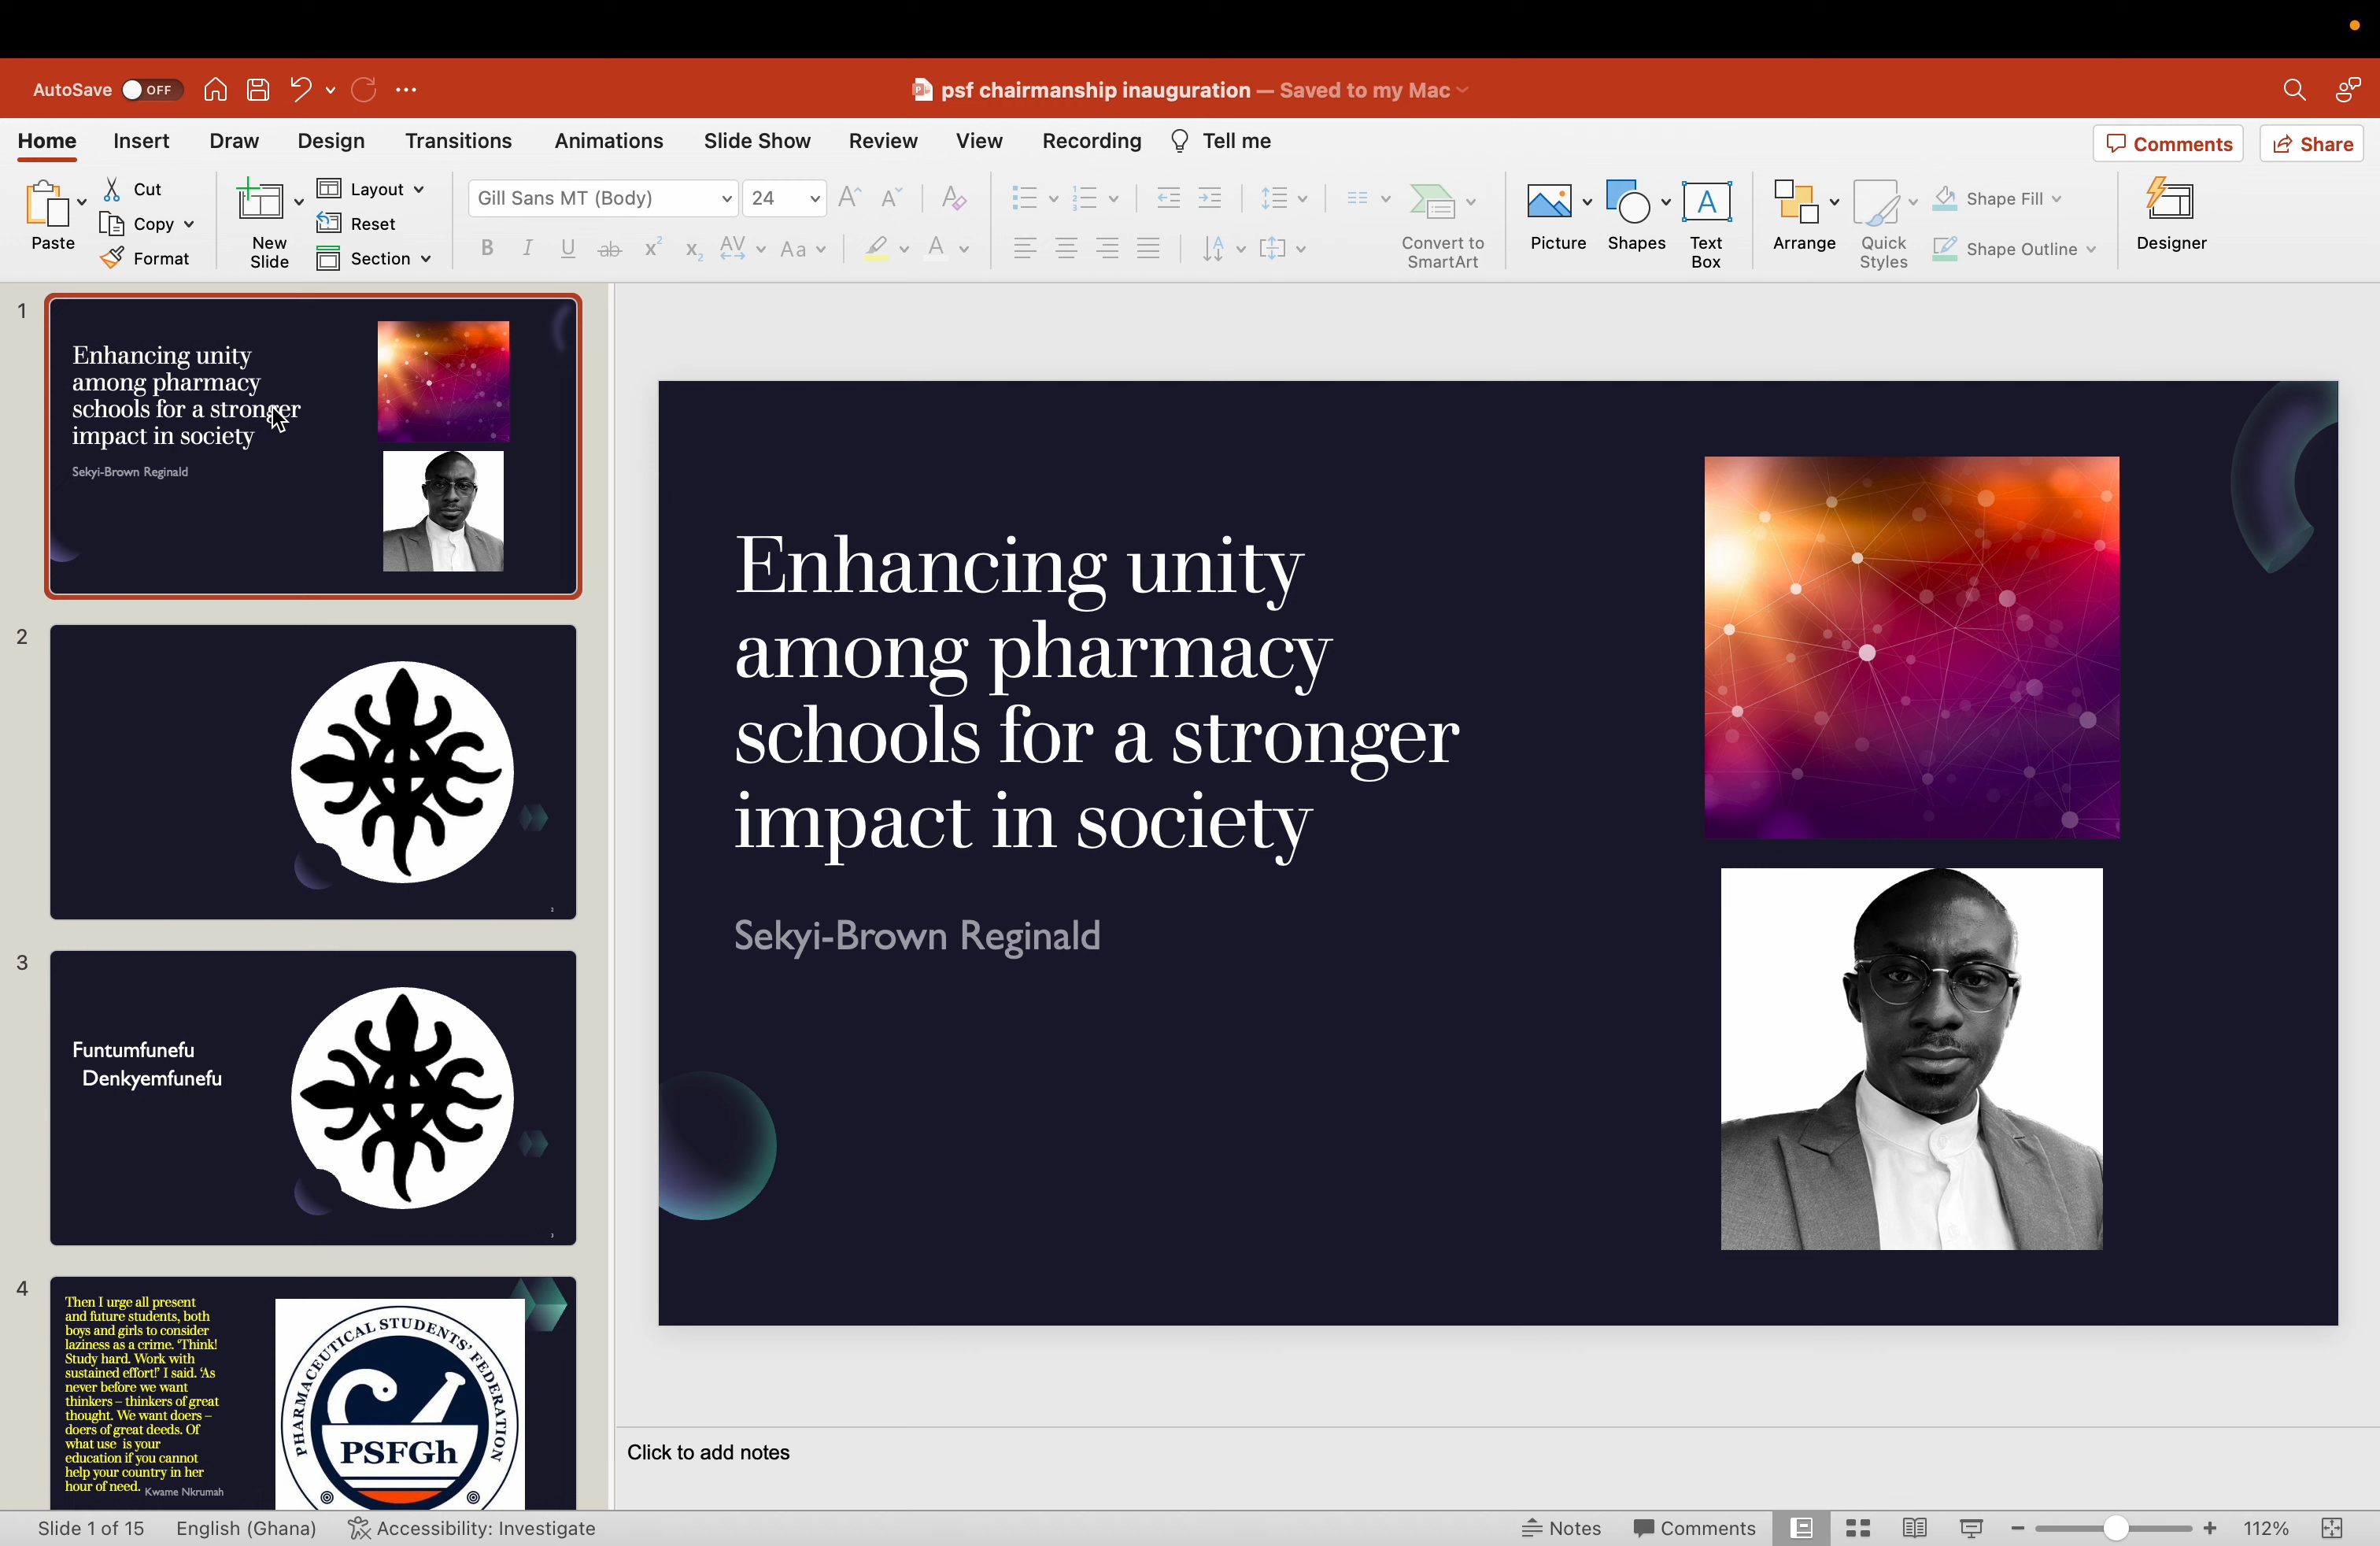 AutoSave OFF
psf chairmanship inauguration — Saved to my Mac
Home Insert Draw Design Transitions Animations Slide Show Review View Recording Tell me
Comments Share
Paste
Cut
Copy
Format
New
Slide
Layout
Reset
Section
Gill Sans MT (Body) 24
Convert to
SmartArt
Picture
Shapes
Text
Box
Arrange
Quick
Styles
Shape Fill
Shape Outline
Designer
1
Enhancing unity
among pharmacy
schools for a stronger
impact in society
Sekyi-Brown Reginald
2
2
3
Funtumfunefu
Denkyemfunefu
3
4
Then I urge all present
and future students, both
boys and girls to consider
laziness as a crime. ‘Think!
Study hard. Work with
sustained effort!’ I said. ‘As
never before we want
thinkers – thinkers of great
thought. We want doers –
doers of great deeds. Of
what use is your
education if you cannot
help your country in her
hour of need.
Kwame Nkrumah
PHARMACEUTICAL STUDENTS' FEDERATION
PSFGh
Enhancing unity
among pharmacy
schools for a stronger
impact in society
Sekyi-Brown Reginald
Click to add notes
Slide 1 of 15 English (Ghana) Accessibility: Investigate
Notes Comments 112%